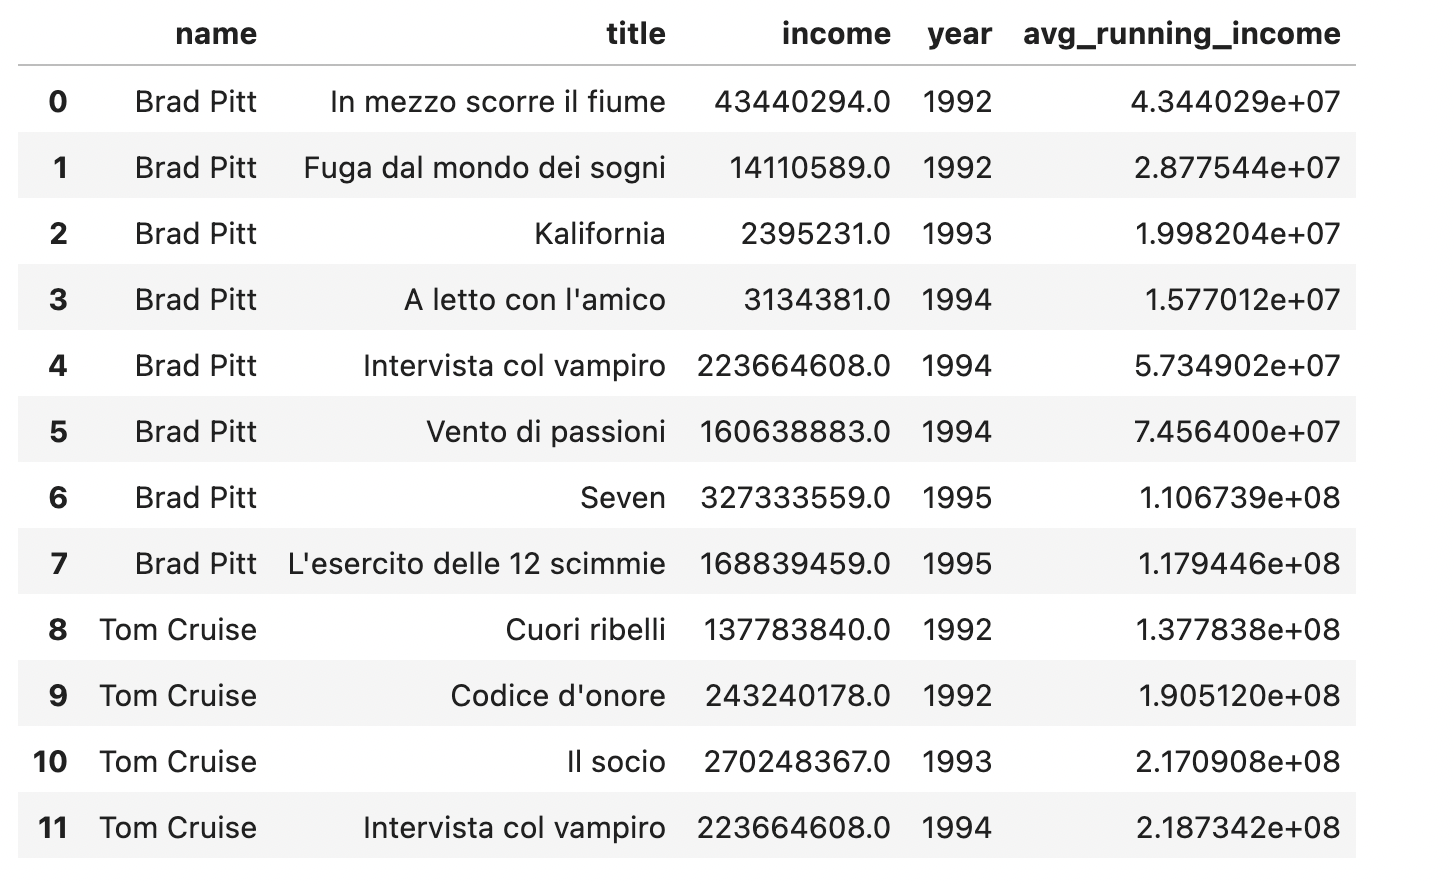 name title income year avg_running_income
0 Brad Pitt In mezzo scorre il fiume 43440294.0 1992 4.344029e+07
1 Brad Pitt Fuga dal mondo dei sogni 14110589.0 1992 2.877544e+07
2 Brad Pitt Kalifornia 2395231.0 1993 1.998204e+07
3 Brad Pitt A letto con l'amico 3134381.0 1994 1.577012e+07
4 Brad Pitt Intervista col vampiro 223664608.0 1994 5.734902e+07
5 Brad Pitt Vento di passioni 160638883.0 1994 7.456400e+07
6 Brad Pitt Seven 327333559.0 1995 1.106739e+08
7 Brad Pitt L'esercito delle 12 scimmie 168839459.0 1995 1.179446e+08
8 Tom Cruise Cuori ribelli 137783840.0 1992 1.377838e+08
9 Tom Cruise Codice d'onore 243240178.0 1992 1.905120e+08
10 Tom Cruise Il socio 270248367.0 1993 2.170908e+08
11 Tom Cruise Intervista col vampiro 223664608.0 1994 2.187342e+08